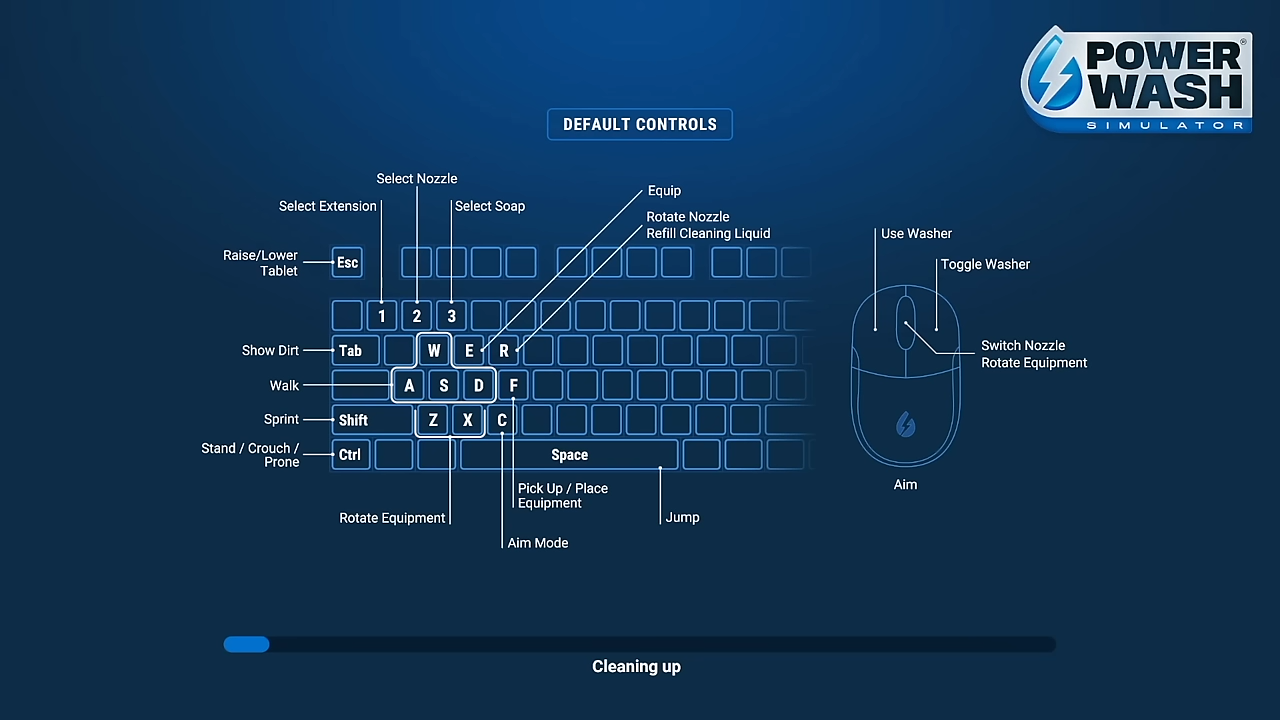 POWER
WASH
SIMULATOR
DEFAULT CONTROLS
Select Nozzle
Select Extension
Select Soap
Equip
Rotate Nozzle
Refill Cleaning Liquid
Raise/Lower
Tablet
Esc
1 2 3
Show Dirt
Tab W E R
Walk
A S D F
Sprint
Shift Z X C
Stand / Crouch /
Prone
Ctrl Space
Pick Up / Place
Equipment
Rotate Equipment
Jump
Aim Mode
Use Washer
Toggle Washer
Switch Nozzle
Rotate Equipment
Aim
Cleaning up